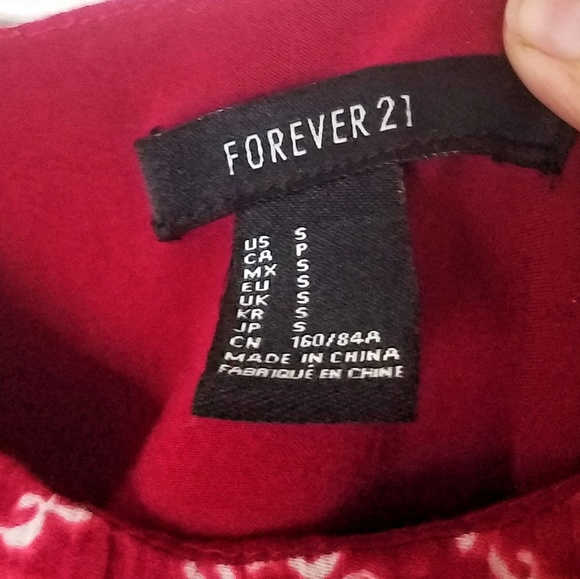 FOREVER 21
US S
CA P
MX S
EU S
UK S
KR S
JP S
CN 160/84A
MADE IN CHINA
FABRIQUÉ EN CHINE